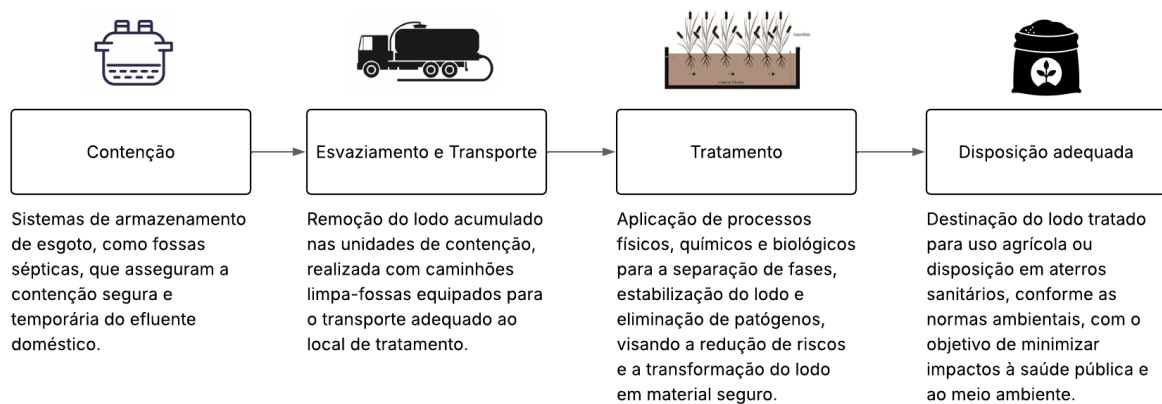 Contenção
Esvaziamento e Transporte
Tratamento
Disposição adequada
Sistemas de armazenamento
de esgoto, como fossas
sépticas, que asseguram a
contenção segura e
temporária do efluente
doméstico.
Remoção do lodo acumulado
nas unidades de contenção,
realizada com caminhões
limpa-fossas equipados para
o transporte adequado ao
local de tratamento.
Aplicação de processos
físicos, químicos e biológicos
para a separação de fases,
estabilização do lodo e
eliminação de patógenos,
visando a redução de riscos
e a transformação do lodo
em material seguro.
Destinação do lodo tratado
para uso agrícola ou
disposição em aterros
sanitários, conforme as
normas ambientais, com o
objetivo de minimizar
impactos à saúde pública e
ao meio ambiente.